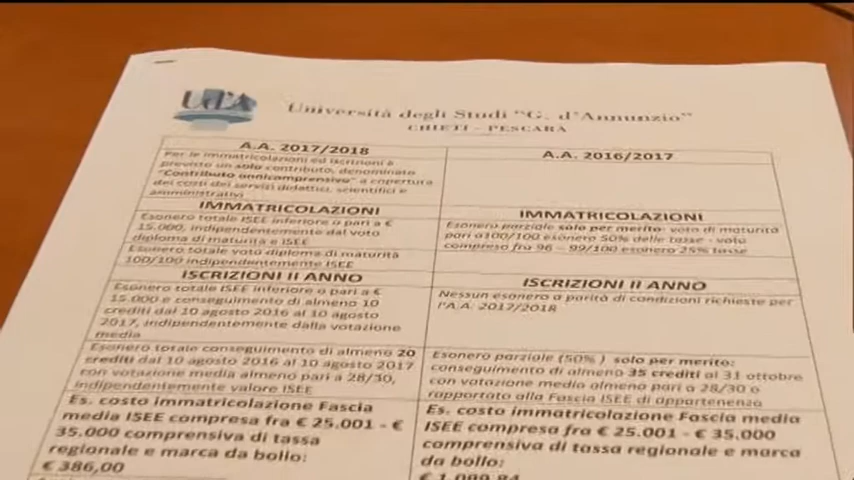 UdA
Università degli Studi "G. d'Annunzio"
CHIETI - PESCARA
A.A. 2017/2018
Per le immatricolazioni ed iscrizioni è
previsto un solo contributo, denominato
"Contributo onnicomprensivo" a copertura
dei costi dei servizi didattici, scientifici e
amministrativi
A.A. 2016/2017
IMMATRICOLAZIONI
Esonero totale ISEE inferiore o pari a €
15.000, indipendentemente dal voto
diploma di maturità e ISEE
Esonero totale voto diploma di maturità
100/100 indipendentemente ISEE
IMMATRICOLAZIONI
Esonero parziale solo per merito: voto di maturità
pari a100/100 esonero 50% delle tasse - voto
compreso fra 96 - 99/100 esonero 25% tasse
ISCRIZIONI II ANNO
Esonero totale ISEE inferiore o pari a €
15.000 e conseguimento di almeno 10
crediti dal 10 agosto 2016 al 10 agosto
2017, indipendentemente dalla votazione
media
ISCRIZIONI II ANNO
Nessun esonero a parità di condizioni richieste per
l'A.A. 2017/2018
Esonero totale conseguimento di almeno 20
crediti dal 10 agosto 2016 al 10 agosto 2017
con votazione media almeno pari a 28/30,
indipendentemente valore ISEE
Esonero parziale (50%) solo per merito:
conseguimento di almeno 35 crediti al 31 ottobre
con votazione media almeno pari a 28/30 o
rapportato alla Fascia ISEE di appartenenza
Es. costo immatricolazione Fascia
media ISEE compresa fra € 25.001 - €
35.000 comprensiva di tassa
regionale e marca da bollo:
€ 386,00
Es. costo immatricolazione Fascia media
ISEE compresa fra € 25.001 - € 35.000
comprensiva di tassa regionale e marca
da bollo: